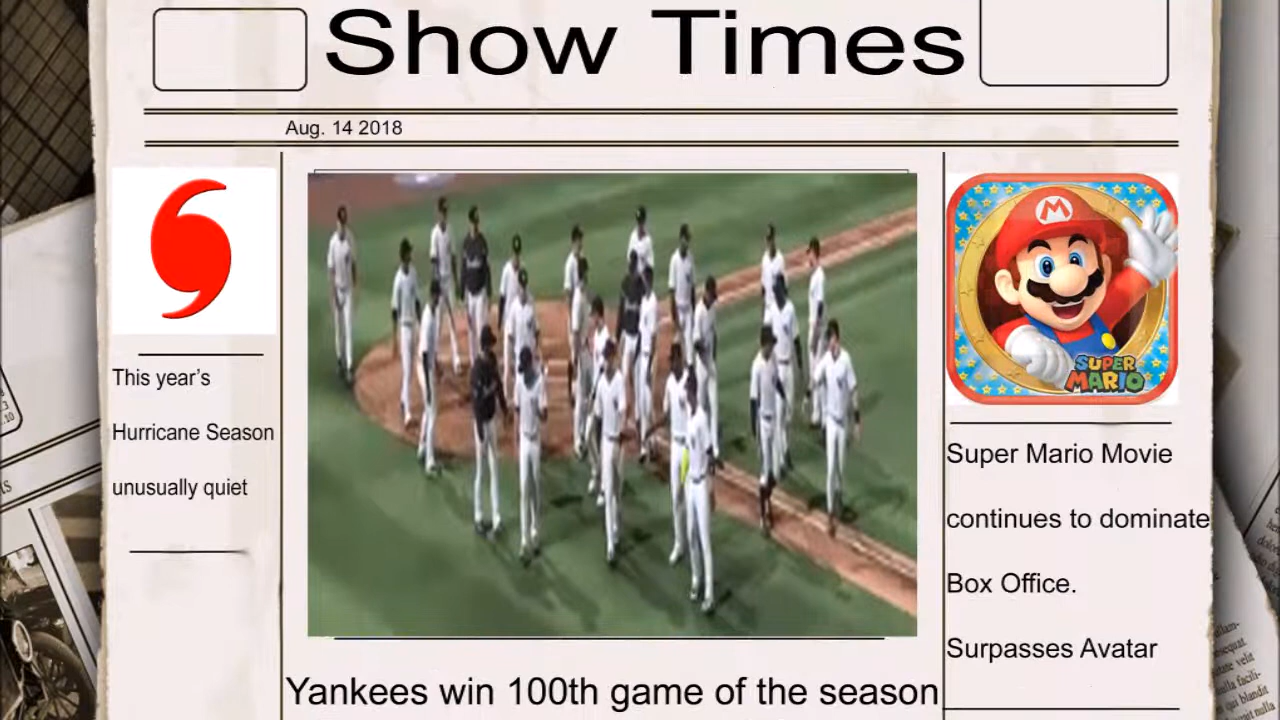 Show Times
Aug. 14 2018
This year's
Hurricane Season
unusually quiet
Yankees win 100th game of the season
M
SUPER
MARIO
Super Mario Movie
continues to dominate
Box Office.
Surpasses Avatar